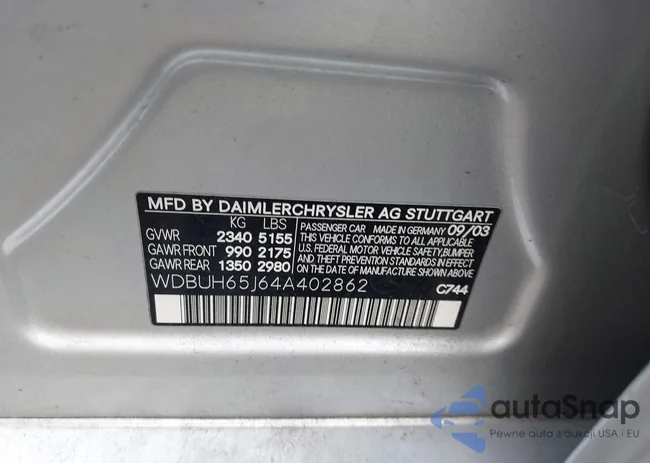 MFD BY DAIMLERCHRYSLER AG STUTTGART
KG LBS
GVWR 2340 5155
GAWR FRONT 990 2175
GAWR REAR 1350 2980
PASSENGER CAR MADE IN GERMANY 09/03
THIS VEHICLE CONFORMS TO ALL APPLICABLE
U.S. FEDERAL MOTOR VEHICLE SAFETY,BUMPER
AND THEFT PREVENTION STANDARDS IN EFFECT
ON THE DATE OF MANUFACTURE SHOWN ABOVE.
WDBUH65J64A402862 C744
autaSnap
Pewne auto z aukcji USA i EU